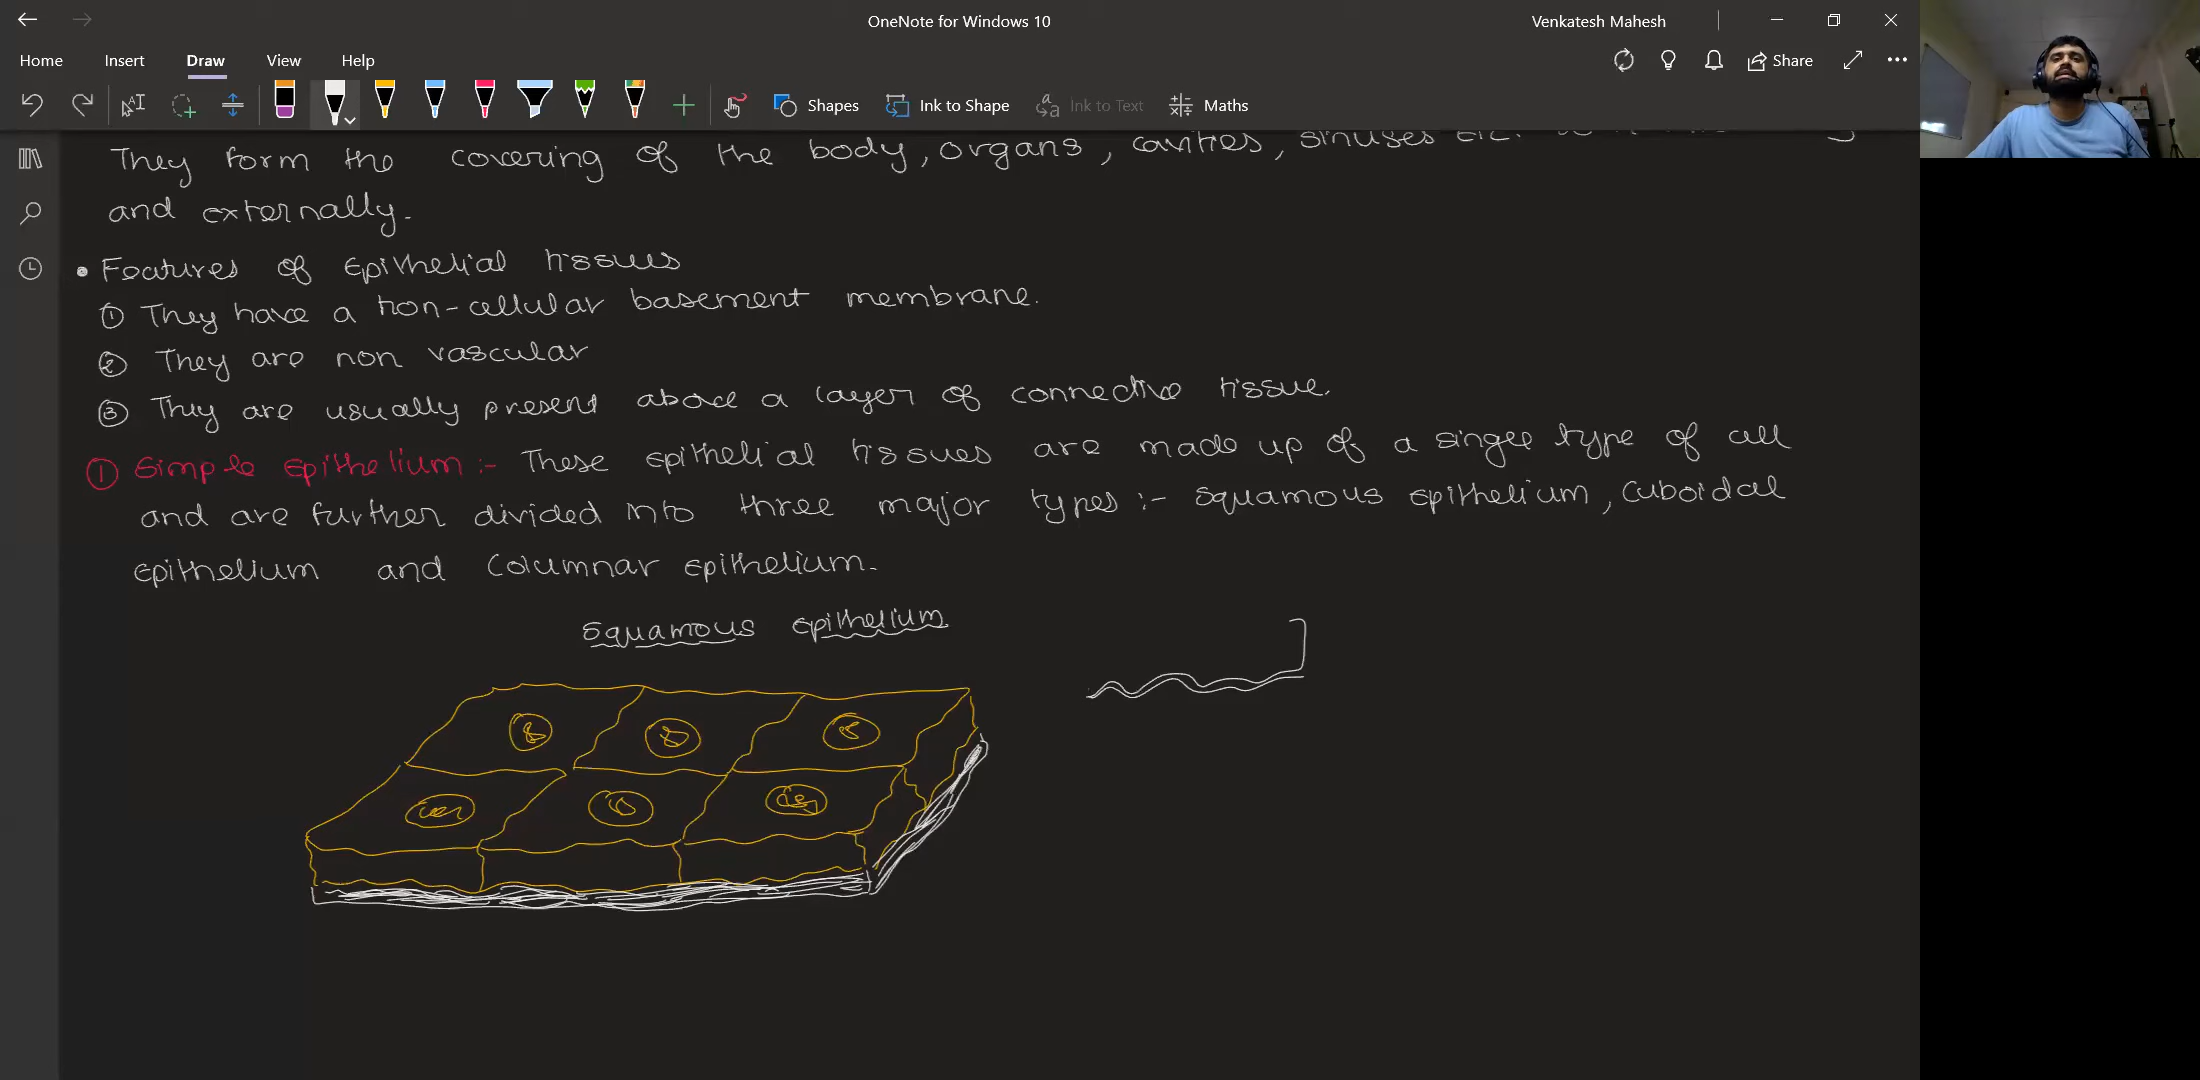 OneNote for Windows 10
Venkatesh Mahesh
Home Insert Draw View Help
Share
Shapes Ink to Shape Ink to Text Maths
They form the covering of the body, organs, cavities, sinuses etc.
and externally.
• Features of Epithelial tissues
① They have a non-cellular basement membrane.
② They are non vascular
③ They are usually present above a layer of connective tissue.
① Simple Epithelium :- These epithelial tissues are made up of a single type of cell
and are further divided into three major types :- Squamous Epithelium, Cuboidal
Epithelium and Columnar Epithelium.
Squamous Epithelium